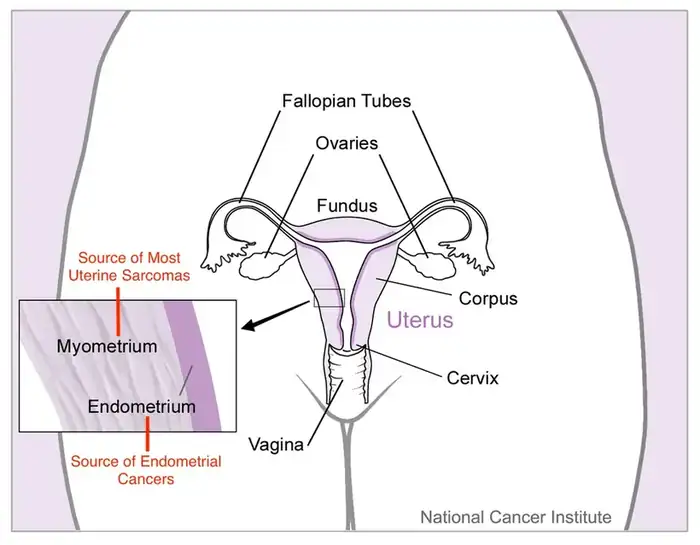 Fallopian Tubes
Ovaries
Fundus
Source of Most
Uterine Sarcomas
Corpus
Uterus
Myometrium
Cervix
Endometrium
Vagina
Source of Endometrial
Cancers
National Cancer Institute